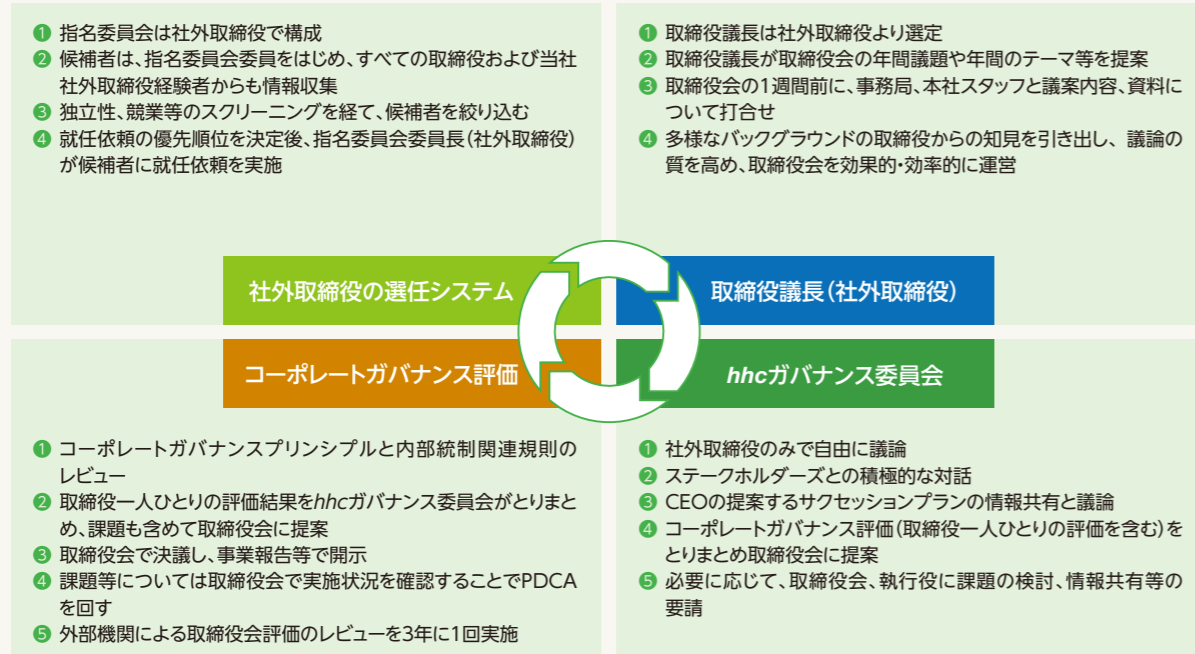 ❶ 指名委員会は社外取締役で構成
❷ 候補者は、指名委員会委員をはじめ、すべての取締役および当社
社外取締役経験者からも情報収集
❸ 独立性、競業等のスクリーニングを経て、候補者を絞り込む
❹ 就任依頼の優先順位を決定後、指名委員会委員長(社外取締役)
が候補者に就任依頼を実施
社外取締役の選任システム
❶ 取締役議長は社外取締役より選定
❷ 取締役議長が取締役会の年間議題や年間のテーマ等を提案
❸ 取締役会の1週間前に、事務局、本社スタッフと議案内容、資料に
ついて打合せ
❹ 多様なバックグラウンドの取締役からの知見を引き出し、議論の
質を高め、取締役会を効果的・効率的に運営
取締役議長(社外取締役)
コーポレートガバナンス評価
❶ コーポレートガバナンスプリンシプルと内部統制関連規則の
レビュー
❷ 取締役一人ひとりの評価結果をhhcガバナンス委員会がとりまと
め、課題も含めて取締役会に提案
❸ 取締役会で決議し、事業報告等で開示
❹ 課題等については取締役会で実施状況を確認することでPDCA
を回す
❺ 外部機関による取締役会評価のレビューを3年に1回実施
hhcガバナンス委員会
❶ 社外取締役のみで自由に議論
❷ ステークホルダーズとの積極的な対話
❸ CEOの提案するサクセッションプランの情報共有と議論
❹ コーポレートガバナンス評価(取締役一人ひとりの評価を含む)を
とりまとめ取締役会に提案
❺ 必要に応じて、取締役会、執行役に課題の検討、情報共有等の
要請